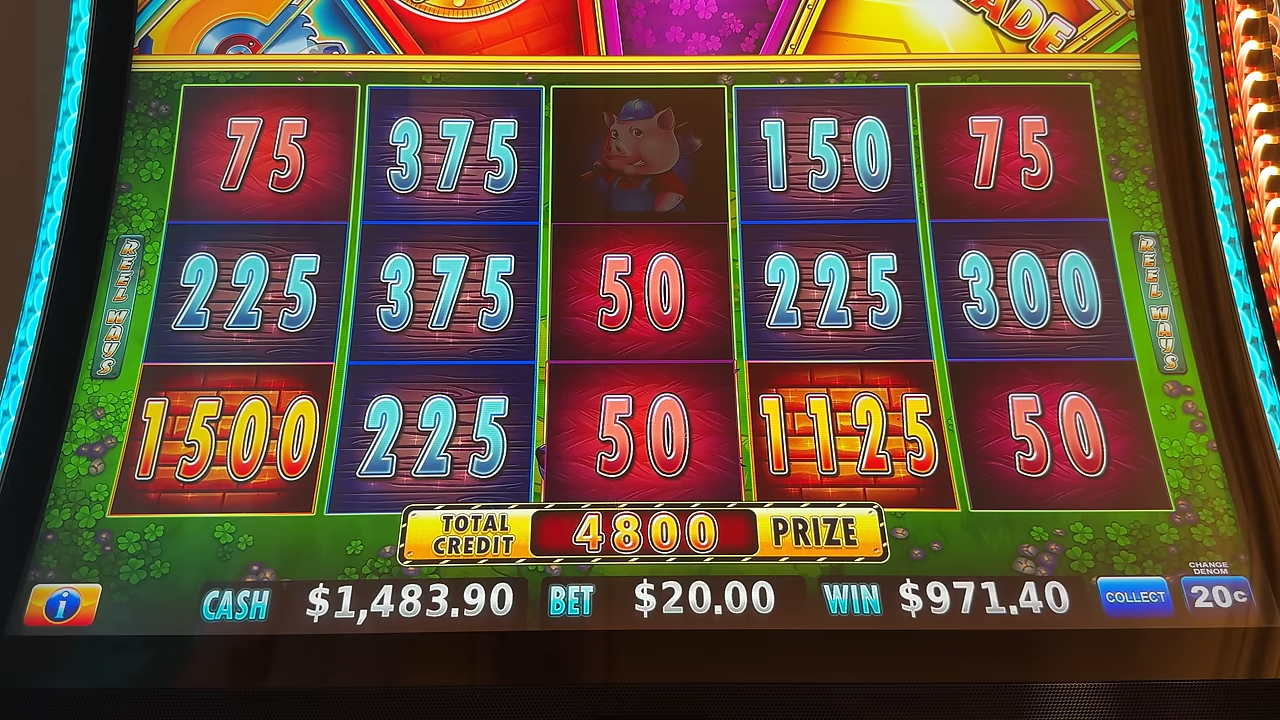 ADE
75 375 150 75
225 375 50 225 300
1500 225 50 1125 50
REEL WAYS
REEL WAYS
TOTAL CREDIT 4800 PRIZE
i
CASH $1,483.90 BET $20.00 WIN $971.40 COLLECT
CHANGE DENOM
20¢